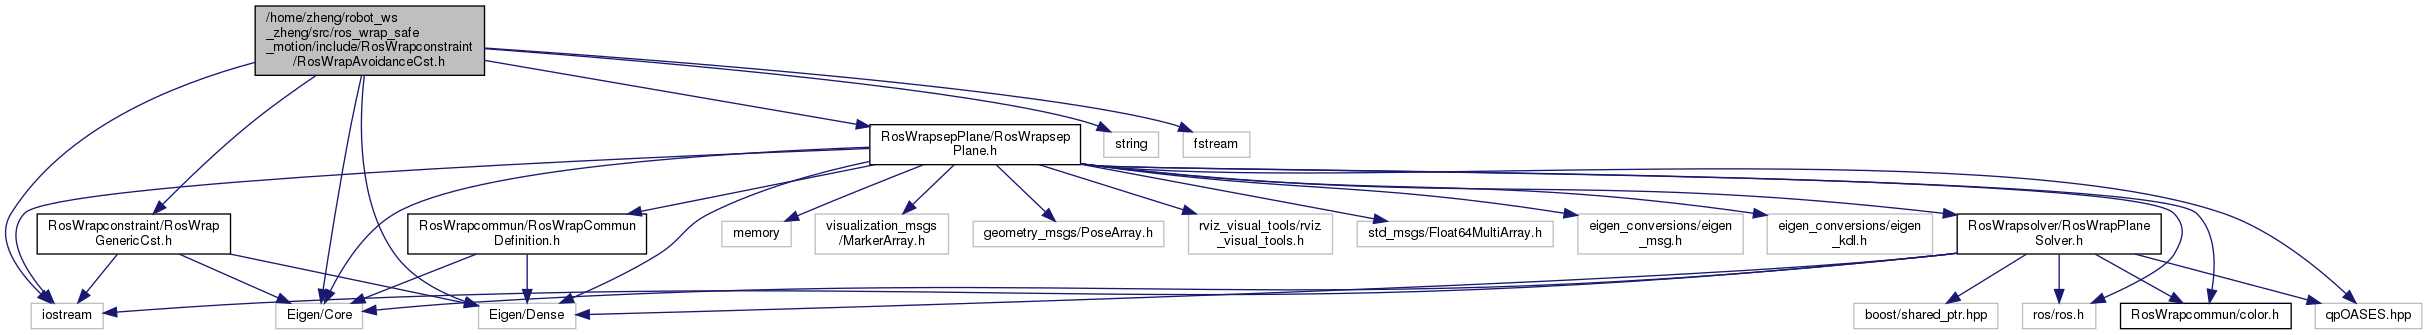 /home/zheng/robot_ws
_zheng/src/ros_wrap_safe
_motion/include/RosWrapconstraint
/RosWrapAvoidanceCst.h
RosWrapsepPlane/RosWrapsep
Plane.h
string
fstream
RosWrapconstraint/RosWrap
GenericCst.h
RosWrapcommun/RosWrapCommun
Definition.h
memory
visualization_msgs
/MarkerArray.h
geometry_msgs/PoseArray.h
rviz_visual_tools/rviz
_visual_tools.h
std_msgs/Float64MultiArray.h
eigen_conversions/eigen
_msg.h
eigen_conversions/eigen
_kdl.h
RosWrapsolver/RosWrapPlane
Solver.h
iostream
Eigen/Core
Eigen/Dense
boost/shared_ptr.hpp
ros/ros.h
RosWrapcommun/color.h
qpOASES.hpp